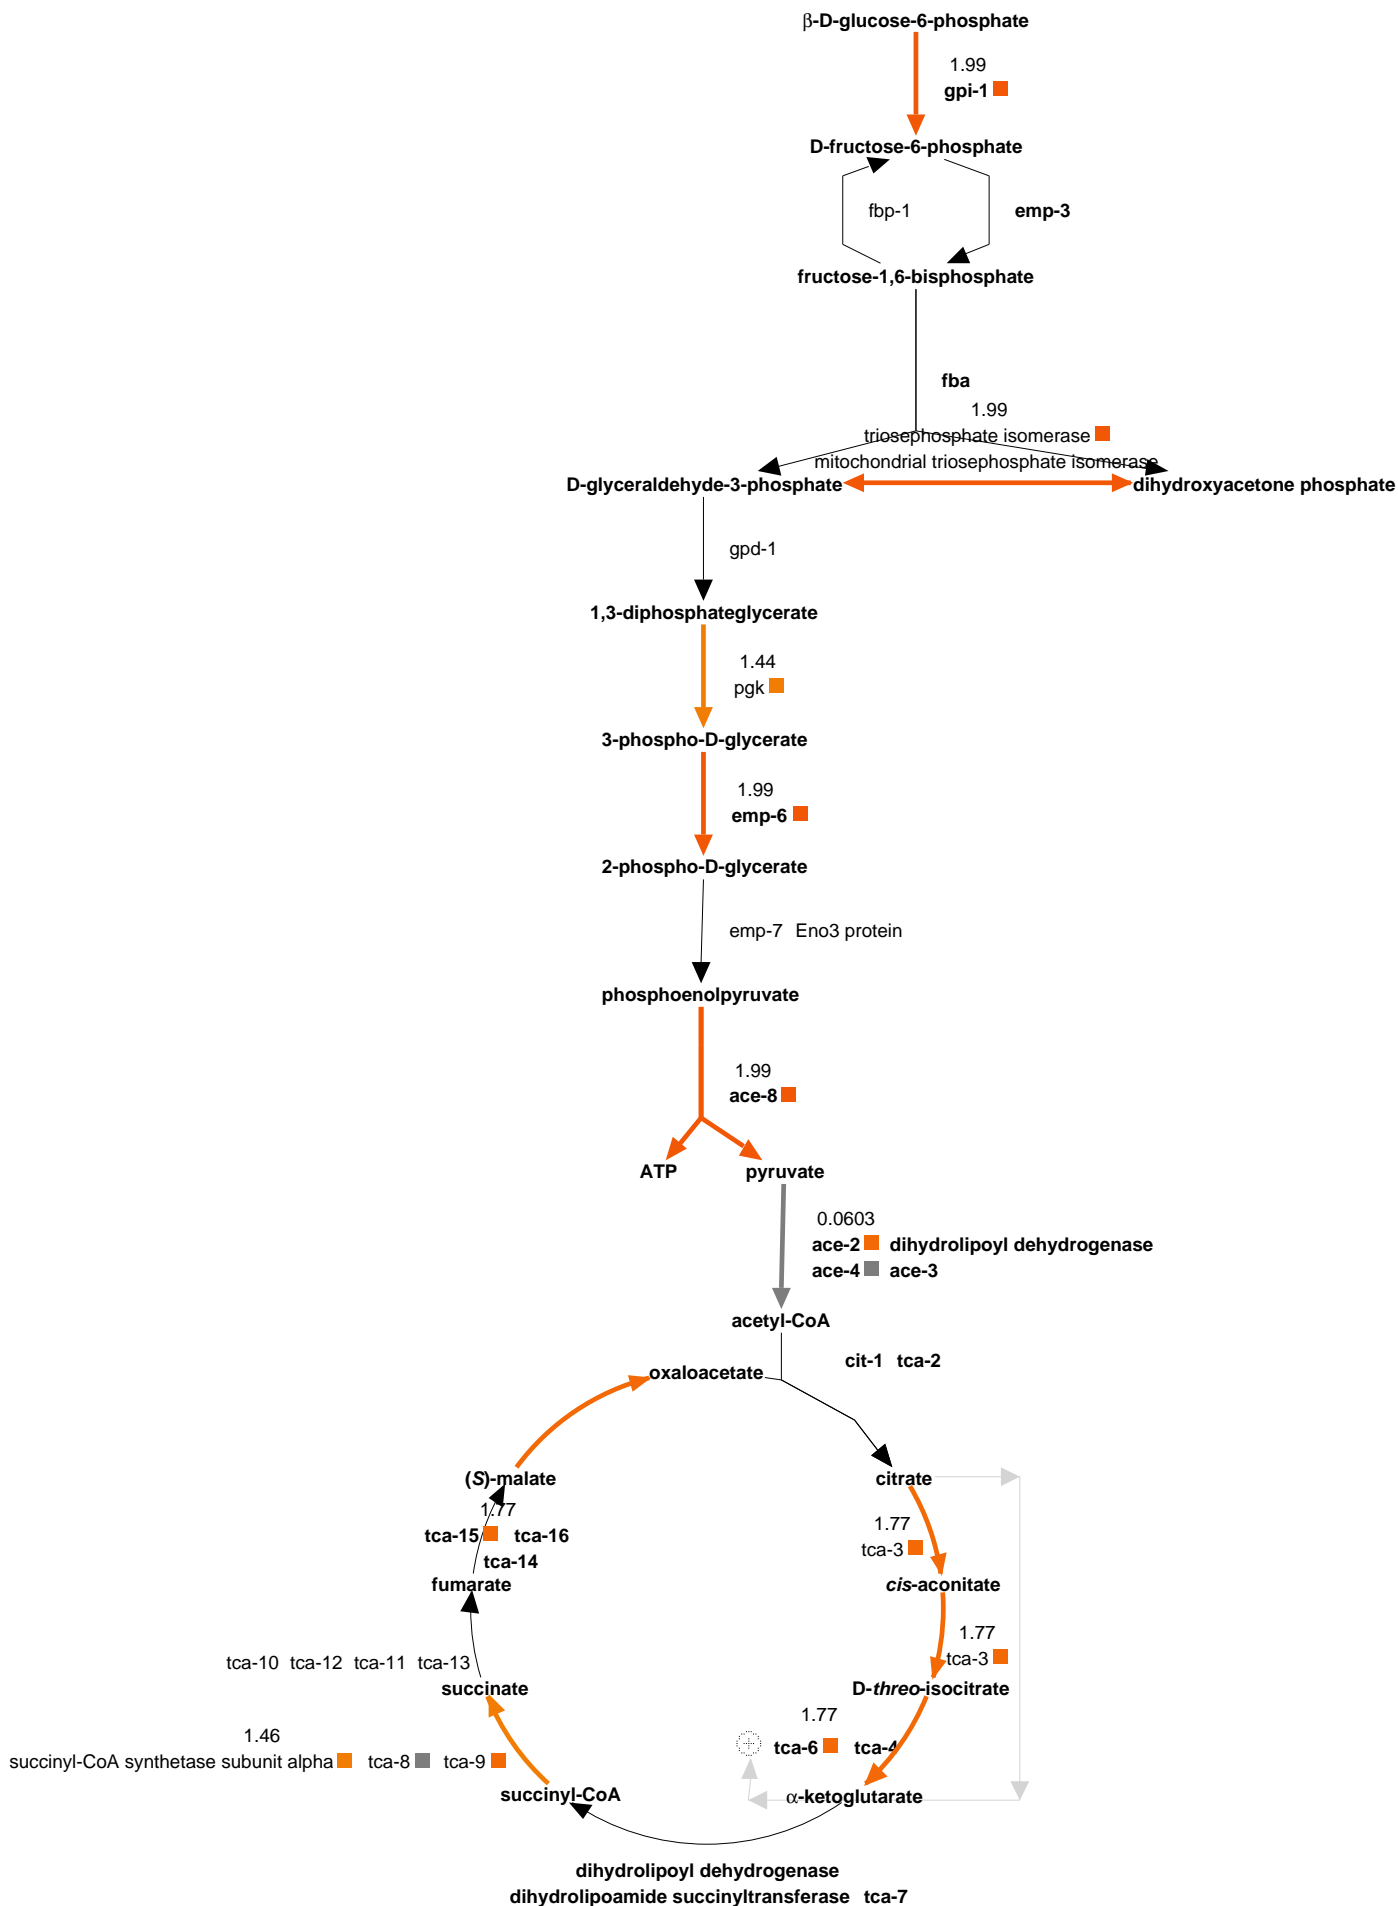 β-D-glucose-6-phosphate
1.99
gpi-1
D-fructose-6-phosphate
fbp-1
emp-3
fructose-1,6-bisphosphate
fba
1.99
triosephosphate isomerase
mitochondrial triosephosphate isomerase
D-glyceraldehyde-3-phosphate
dihydroxyacetone phosphate
gpd-1
1,3-diphosphateglycerate
1.44
pgk
3-phospho-D-glycerate
1.99
emp-6
2-phospho-D-glycerate
emp-7 Eno3 protein
phosphoenolpyruvate
1.99
ace-8
ATP
pyruvate
0.0603
ace-2 dihydrolipoyl dehydrogenase
ace-4 ace-3
acetyl-CoA
cit-1 tca-2
oxaloacetate
(S)-malate
citrate
1.77
tca-15 tca-16
tca-14
1.77
tca-3
fumarate
cis-aconitate
1.77
tca-3
tca-10 tca-12 tca-11 tca-13
succinate
D-threo-isocitrate
1.77
tca-6 tca-4
1.46
succinyl-CoA synthetase subunit alpha tca-8 tca-9
succinyl-CoA
α-ketoglutarate
dihydrolipoyl dehydrogenase
dihydrolipoamide succinyltransferase tca-7